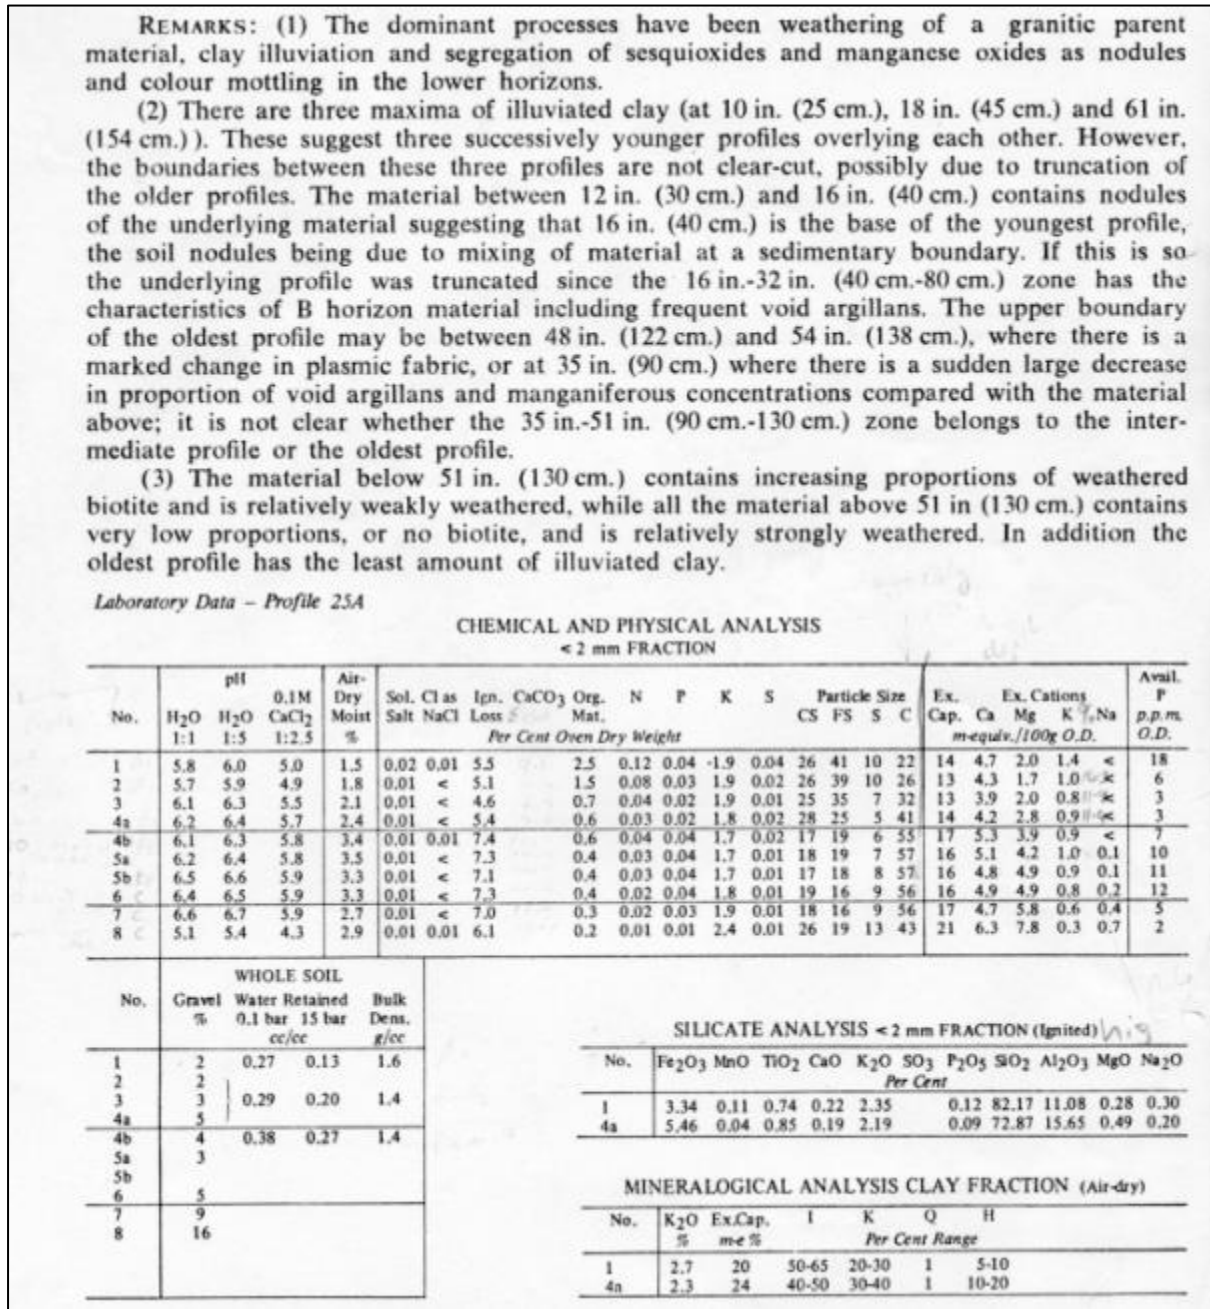 REMARKS: (1) The dominant processes have been weathering of a granitic parent
material, clay illuviation and segregation of sesquioxides and manganese oxides as nodules
and colour mottling in the lower horizons.
(2) There are three maxima of illuviated clay (at 10 in. (25 cm.), 18 in. (45 cm.) and 61 in.
(154 cm.)). These suggest three successively younger profiles overlying each other. However,
the boundaries between these three profiles are not clear-cut, possibly due to truncation of
the older profiles. The material between 12 in. (30 cm.) and 16 in. (40 cm.) contains nodules
of the underlying material suggesting that 16 in. (40 cm.) is the base of the youngest profile,
the soil nodules being due to mixing of material at a sedimentary boundary. If this is so
the underlying profile was truncated since the 16 in.-32 in. (40 cm.-80 cm.) zone has the
characteristics of B horizon material including frequent void argillans. The upper boundary
of the oldest profile may be between 48 in. (122 cm.) and 54 in. (138 cm.), where there is a
marked change in plasmic fabric, or at 35 in. (90 cm.) where there is a sudden large decrease
in proportion of void argillans and manganiferous concentrations compared with the material
above; it is not clear whether the 35 in.-51 in. (90 cm.-130 cm.) zone belongs to the inter-
mediate profile or the oldest profile.
(3) The material below 51 in. (130 cm.) contains increasing proportions of weathered
biotite and is relatively weakly weathered, while all the material above 51 in (130 cm.) contains
very low proportions, or no biotite, and is relatively strongly weathered. In addition the
oldest profile has the least amount of illuviated clay.
Laboratory Data – Profile 25A
CHEMICAL AND PHYSICAL ANALYSIS
< 2 mm FRACTION
pH Air- Avail.
0.1M Dry Sol. Cl as Ign. CaCO3 Org. N P K S Particle Size Ex. Ex. Cations P
No. H2O H2O CaCl2 Moist Salt NaCl Loss Mat. CS FS S C Cap. Ca Mg K Na p.p.m.
1:1 1:5 1:2.5 % Per Cent Oven Dry Weight m-equiv./100g O.D. O.D.
1 5.8 6.0 5.0 1.5 0.02 0.01 5.5 2.5 0.12 0.04 -1.9 0.04 26 41 10 22 14 4.7 2.0 1.4 < 18
2 5.7 5.9 4.9 1.8 0.01 < 5.1 1.5 0.08 0.03 1.9 0.02 26 39 10 26 13 4.3 1.7 1.0 < 6
3 6.1 6.3 5.5 2.1 0.01 < 4.6 0.7 0.04 0.02 1.9 0.01 25 35 7 32 13 3.9 2.0 0.8 < 3
4a 6.2 6.4 5.7 2.4 0.01 < 5.4 0.6 0.03 0.02 1.8 0.02 28 25 5 41 14 4.2 2.8 0.9 < 3
4b 6.1 6.3 5.8 3.4 0.01 0.01 7.4 0.6 0.04 0.04 1.7 0.02 17 19 6 55 17 5.3 3.9 0.9 < 7
5a 6.2 6.4 5.8 3.5 0.01 < 7.3 0.4 0.03 0.04 1.7 0.01 18 19 7 57 16 5.1 4.2 1.0 0.1 10
5b 6.5 6.6 5.9 3.3 0.01 < 7.1 0.4 0.03 0.04 1.7 0.01 17 18 8 57 16 4.8 4.9 0.9 0.1 11
6 6.4 6.5 5.9 3.3 0.01 < 7.3 0.4 0.02 0.04 1.8 0.01 19 16 9 56 16 4.9 4.9 0.8 0.2 12
7 6.6 6.7 5.9 2.7 0.01 < 7.0 0.3 0.02 0.03 1.9 0.01 18 16 9 56 17 4.7 5.8 0.6 0.4 5
8 5.1 5.4 4.3 2.9 0.01 0.01 6.1 0.2 0.01 0.01 2.4 0.01 26 19 13 43 21 6.3 7.8 0.3 0.7 2
WHOLE SOIL
No. Gravel Water Retained Bulk
% 0.1 bar 15 bar Dens.
cc/cc g/cc
1 2 0.27 0.13 1.6
2 2
3 3 0.29 0.20 1.4
4a 5
4b 4 0.38 0.27 1.4
5a 3
5b
6 5
7 9
8 16
SILICATE ANALYSIS < 2 mm FRACTION (Ignited)
No. Fe2O3 MnO TiO2 CaO K2O SO3 P2O5 SiO2 Al2O3 MgO Na2O
Per Cent
1 3.34 0.11 0.74 0.22 2.35 0.12 82.17 11.08 0.28 0.30
4a 5.46 0.04 0.85 0.19 2.19 0.09 72.87 15.65 0.49 0.20
MINERALOGICAL ANALYSIS CLAY FRACTION (Air-dry)
No. K2O Ex.Cap. I K Q H
% m-e % Per Cent Range
1 2.7 20 50-65 20-30 1 5-10
4a 2.3 24 40-50 30-40 1 10-20